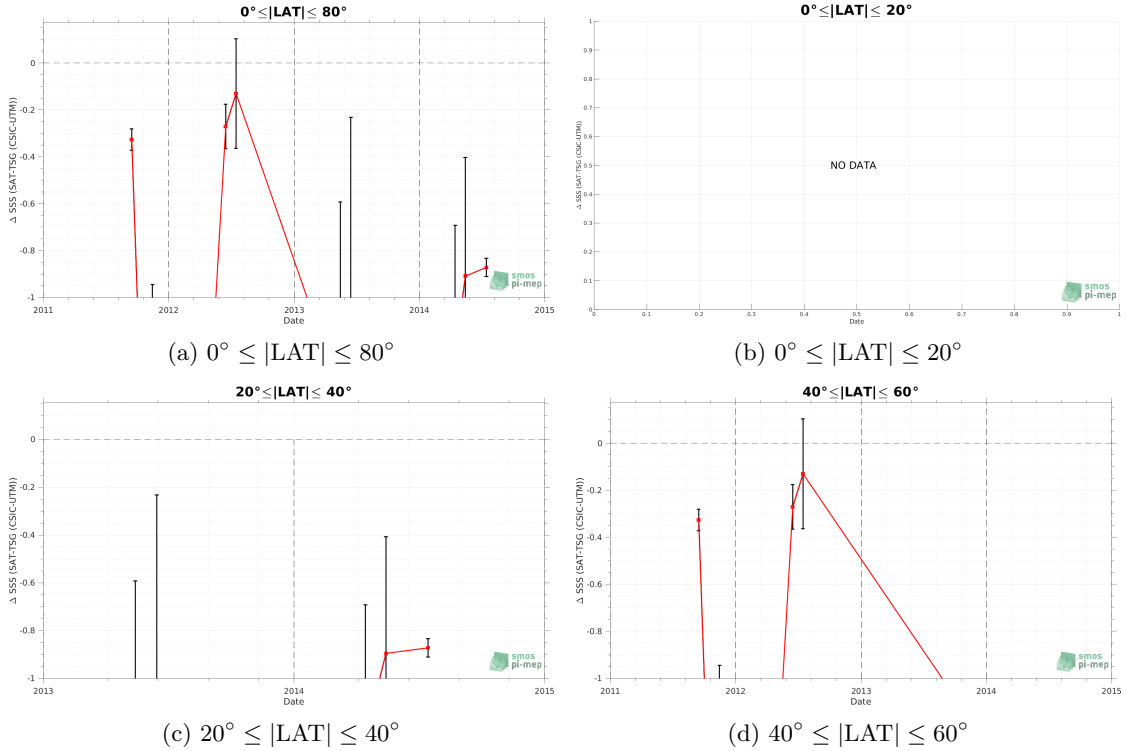 0°≤|LAT|≤ 80°
0
-0.2
-0.4
-0.6
-0.8
-1
Δ SSS (SAT-TSG (CSIC-UTM))
2011 2012 2013 2014 2015
Date
smos
pi-mep
(a) 0° ≤ |LAT| ≤ 80°
0°≤|LAT|≤ 20°
1
0.9
0.8
0.7
0.6
0.5
0.4
0.3
0.2
0.1
0
Δ SSS (SAT-TSG (CSIC-UTM))
NO DATA
0 0.1 0.2 0.3 0.4 0.5 0.6 0.7 0.8 0.9 1
Date
smos
pi-mep
(b) 0° ≤ |LAT| ≤ 20°
20°≤|LAT|≤ 40°
0
-0.2
-0.4
-0.6
-0.8
-1
Δ SSS (SAT-TSG (CSIC-UTM))
2013 2014 2015
Date
smos
pi-mep
(c) 20° ≤ |LAT| ≤ 40°
40°≤|LAT|≤ 60°
0
-0.2
-0.4
-0.6
-0.8
-1
Δ SSS (SAT-TSG (CSIC-UTM))
2011 2012 2013 2014 2015
Date
smos
pi-mep
(d) 40° ≤ |LAT| ≤ 60°